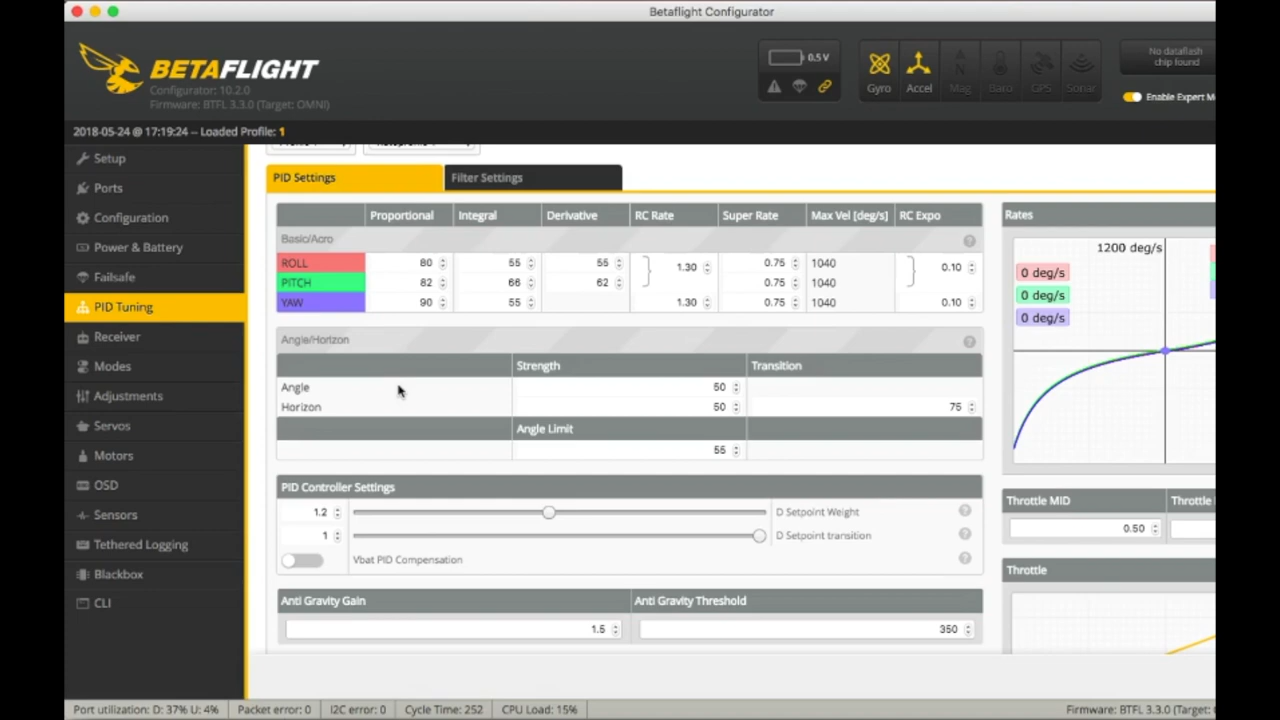 Betaflight Configurator
BETAFLIGHT
Configurator: 10.2.0
Firmware: BTFL 3.3.0 (Target: OMNI)
0.5 V
Gyro Accel Mag Baro GPS Sonar
No dataflash
chip found
Enable Expert M
2018-05-24 @ 17:19:24 -- Loaded Profile: 1
Setup
Ports
Configuration
Power & Battery
Failsafe
PID Tuning
Receiver
Modes
Adjustments
Servos
Motors
OSD
Sensors
Tethered Logging
Blackbox
CLI
PID Settings Filter Settings
Proportional Integral Derivative RC Rate Super Rate Max Vel [deg/s] RC Expo
Basic/Acro
ROLL 80 55 55 1.30 0.75 1040 0.10
PITCH 82 66 62 0.75 1040
YAW 90 55 1.30 0.75 1040 0.10
Angle/Horizon
Strength Transition
Angle 50
Horizon 50 75
Angle Limit
55
PID Controller Settings
1.2 D Setpoint Weight
1 D Setpoint transition
Vbat PID Compensation
Anti Gravity Gain Anti Gravity Threshold
1.5 350
Rates
1200 deg/s
0 deg/s
0 deg/s
0 deg/s
Throttle MID Throttle
0.50
Throttle
Port utilization: D: 37% U: 4% Packet error: 0 I2C error: 0 Cycle Time: 252 CPU Load: 15% Firmware: BTFL 3.3.0 (Target: